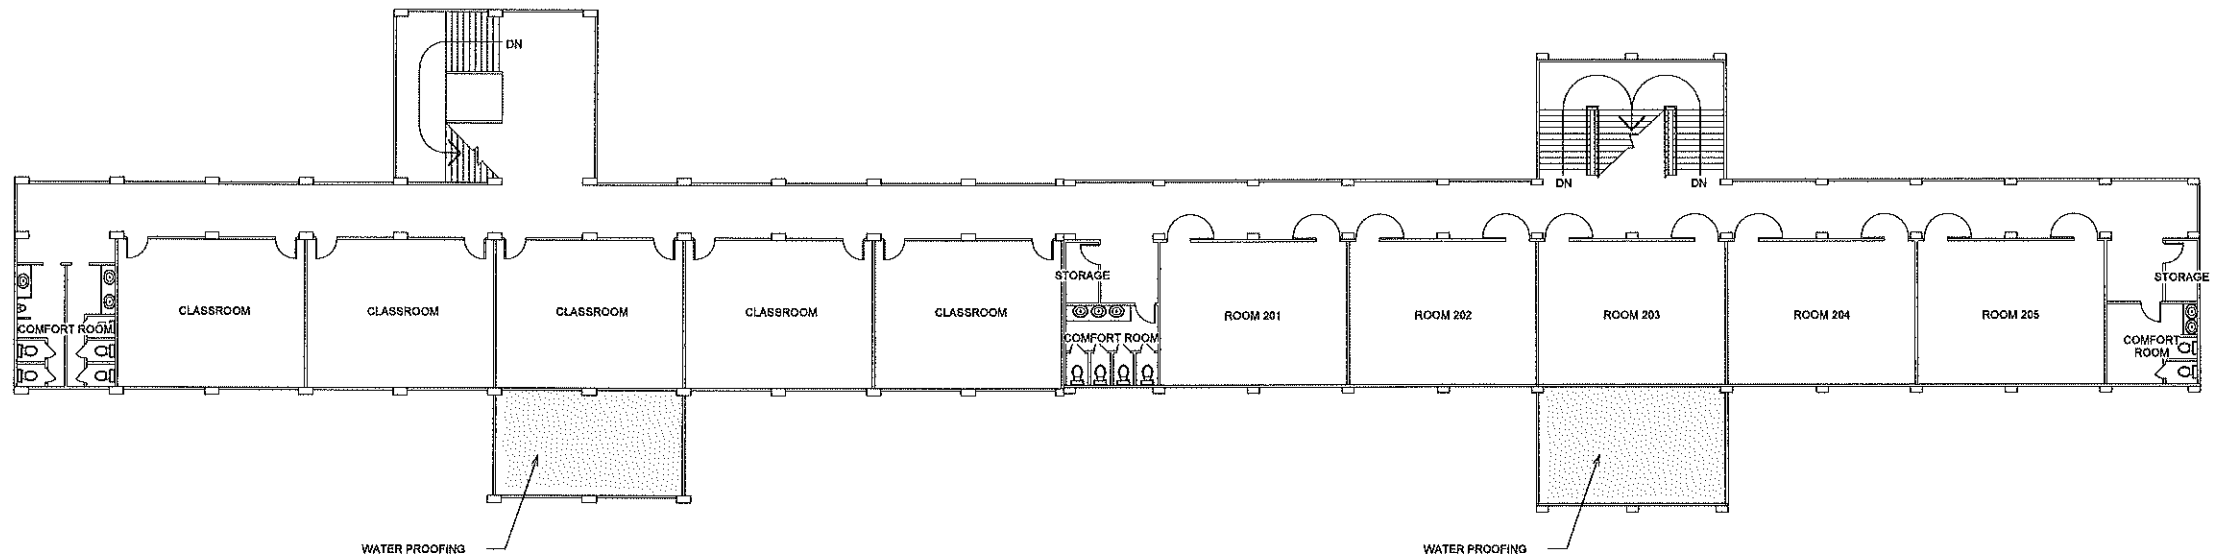 DN
DN
DN
STORAGE
STORAGE
CLASSROOM
CLASSROOM
CLASSROOM
CLASSROOM
CLASSROOM
ROOM 201
ROOM 202
ROOM 203
ROOM 204
ROOM 205
COMFORT ROOM
COMFORT ROOM
COMFORT
ROOM
WATER PROOFING
WATER PROOFING